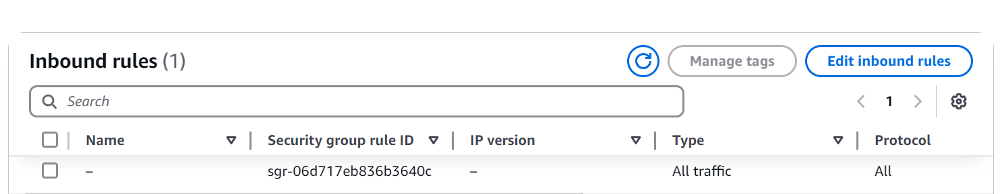 Inbound rules (1)
Manage tags
Edit inbound rules
Search
1
Name Security group rule ID IP version Type Protocol
– sgr-06d717eb836b3640c – All traffic All